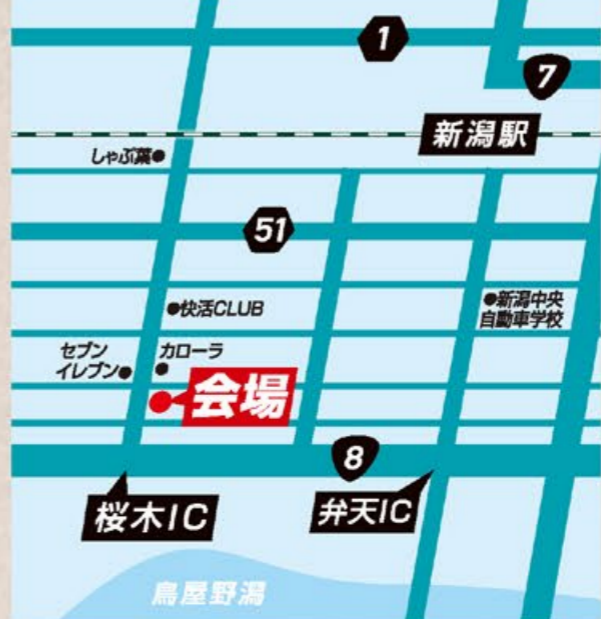 1
7
新潟駅
しゃぶ葉
51
快活CLUB
新潟中央
自動車学校
セブン
イレブン
カローラ
会場
8
桜木IC
弁天IC
鳥屋野潟